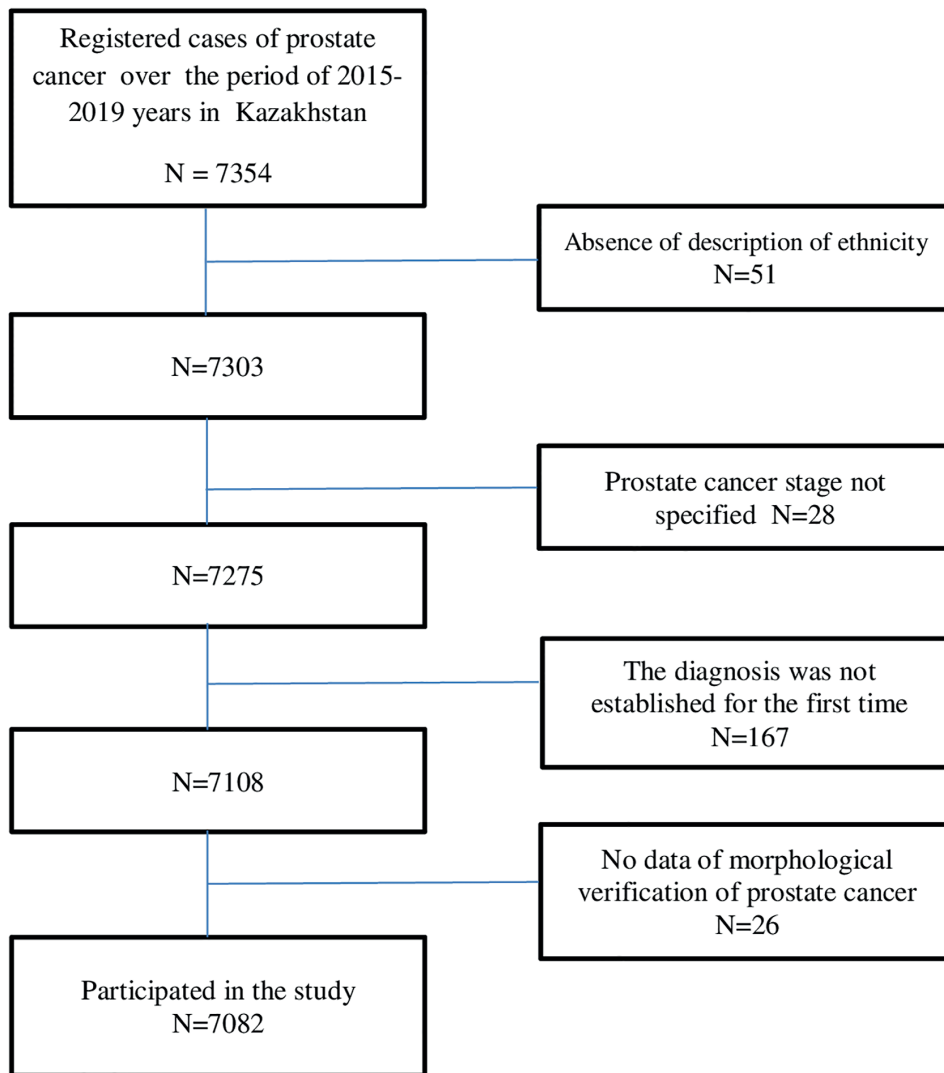 Registered cases of prostate
cancer over the period of 2015-
2019 years in Kazakhstan
N = 7354
Absence of description of ethnicity
N=51
N=7303
Prostate cancer stage not
specified N=28
N=7275
The diagnosis was not
established for the first time
N=167
N=7108
No data of morphological
verification of prostate cancer
N=26
Participated in the study
N=7082